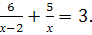 6/(x−2) + 5/x = 3.